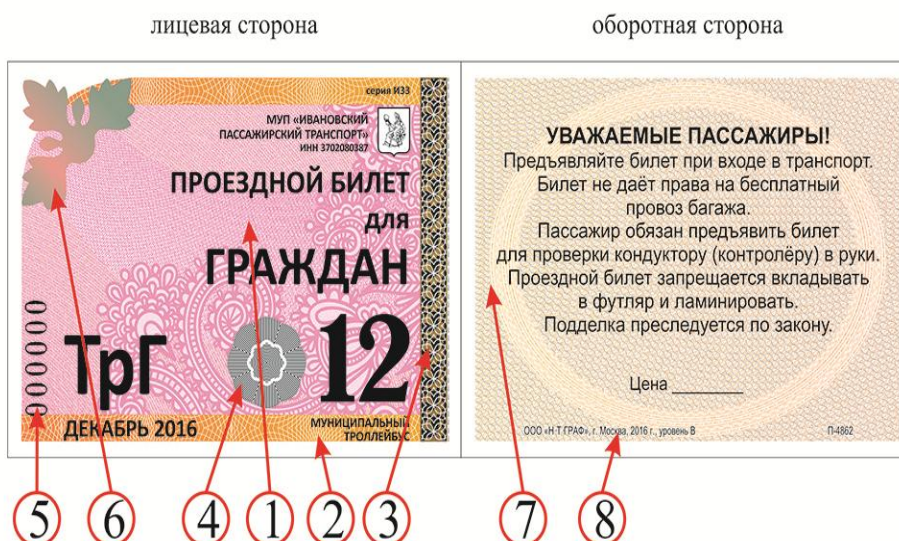 лицевая сторона
оборотная сторона
серия И33
МУП «ИВАНОВСКИЙ
ПАССАЖИРСКИЙ ТРАНСПОРТ»
ИНН 3702080387
ПРОЕЗДНОЙ БИЛЕТ
для
ГРАЖДАН
000000
ТрГ
12
ДЕКАБРЬ 2016
МУНИЦИПАЛЬНЫЙ
ТРОЛЛЕЙБУС
УВАЖАЕМЫЕ ПАССАЖИРЫ!
Предъявляйте билет при входе в транспорт.
Билет не даёт права на бесплатный
провоз багажа.
Пассажир обязан предъявить билет
для проверки кондуктору (контролёру) в руки.
Проездной билет запрещается вкладывать
в футляр и ламинировать.
Подделка преследуется по закону.
Цена ________
ООО «Н-Т ГРАФ», г. Москва, 2016 г., уровень В
П-4862
5 6 4 1 2 3 7 8